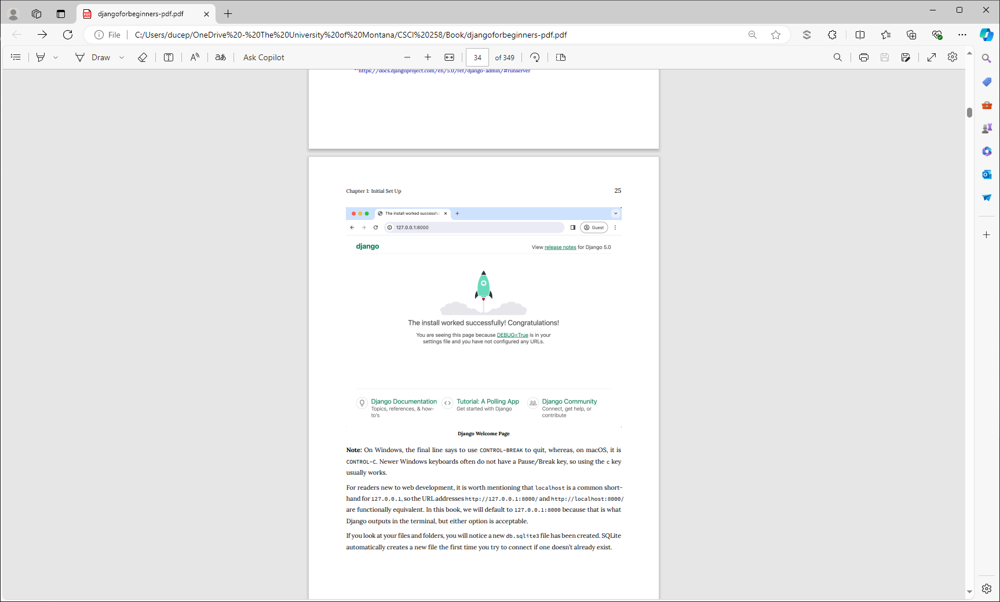 djangoforbeginners-pdf.pdf
File
C:/Users/ducep/OneDrive%20-%20The%20University%20of%20Montana/CSCI%20258/Book/djangoforbeginners-pdf.pdf
Draw
Ask Copilot
34
of 349
https://docs.djangoproject.com/en/5.0/ref/django-admin/#runserver
Chapter 1: Initial Set Up
25
The install worked successfu
127.0.0.1:8000
Guest
django
View release notes for Django 5.0
The install worked successfully! Congratulations!
You are seeing this page because DEBUG=True is in your
settings file and you have not configured any URLs.
Django Documentation
Topics, references, & how-
to's
Tutorial: A Polling App
Get started with Django
Django Community
Connect, get help, or
contribute
Django Welcome Page
Note: On Windows, the final line says to use CONTROL-BREAK to quit, whereas, on macOS, it is
CONTROL-C. Newer Windows keyboards often do not have a Pause/Break key, so using the c key
usually works.
For readers new to web development, it is worth mentioning that localhost is a common short-
hand for 127.0.0.1, so the URL addresses http://127.0.0.1:8000/ and http://localhost:8000/
are functionally equivalent. In this book, we will default to 127.0.0.1:8000 because that is what
Django outputs in the terminal, but either option is acceptable.
If you look at your files and folders, you will notice a new db.sqlite3 file has been created. SQLite
automatically creates a new file the first time you try to connect if one doesn't already exist.